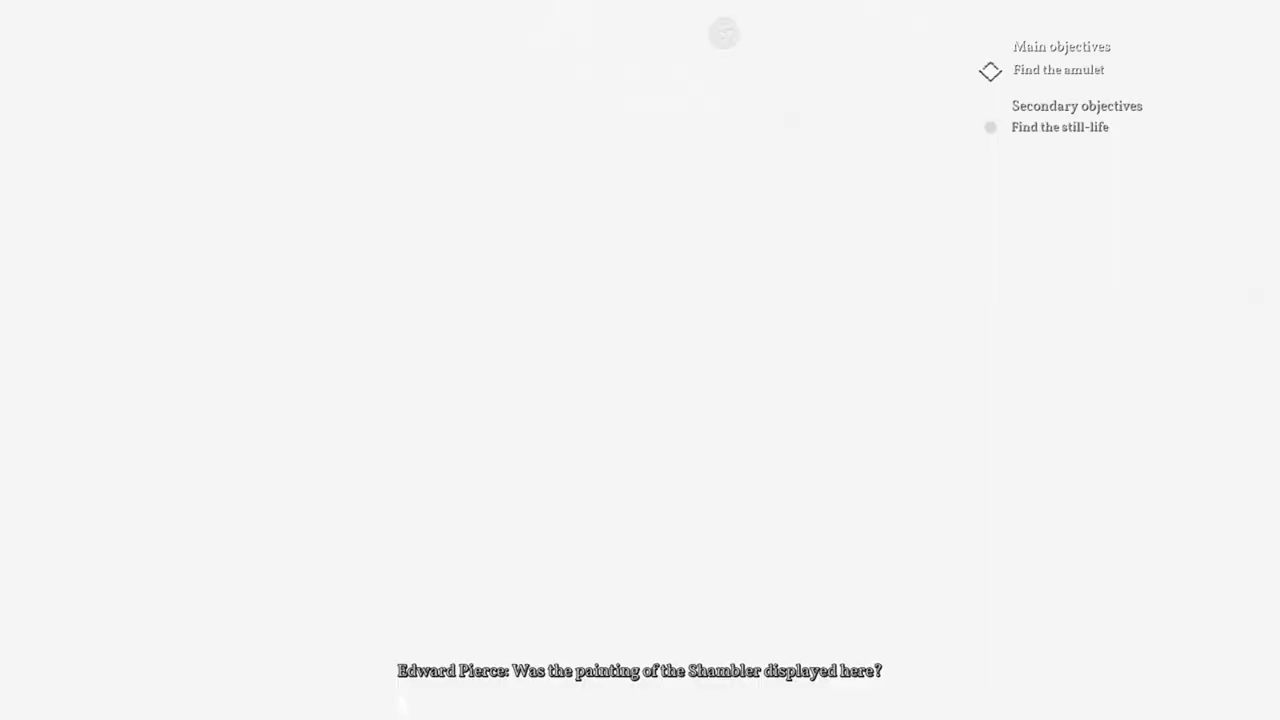 Main objectives
Find the amulet
Secondary objectives
Find the still-life
Edward Pierce: Was the painting of the Shambler displayed here?